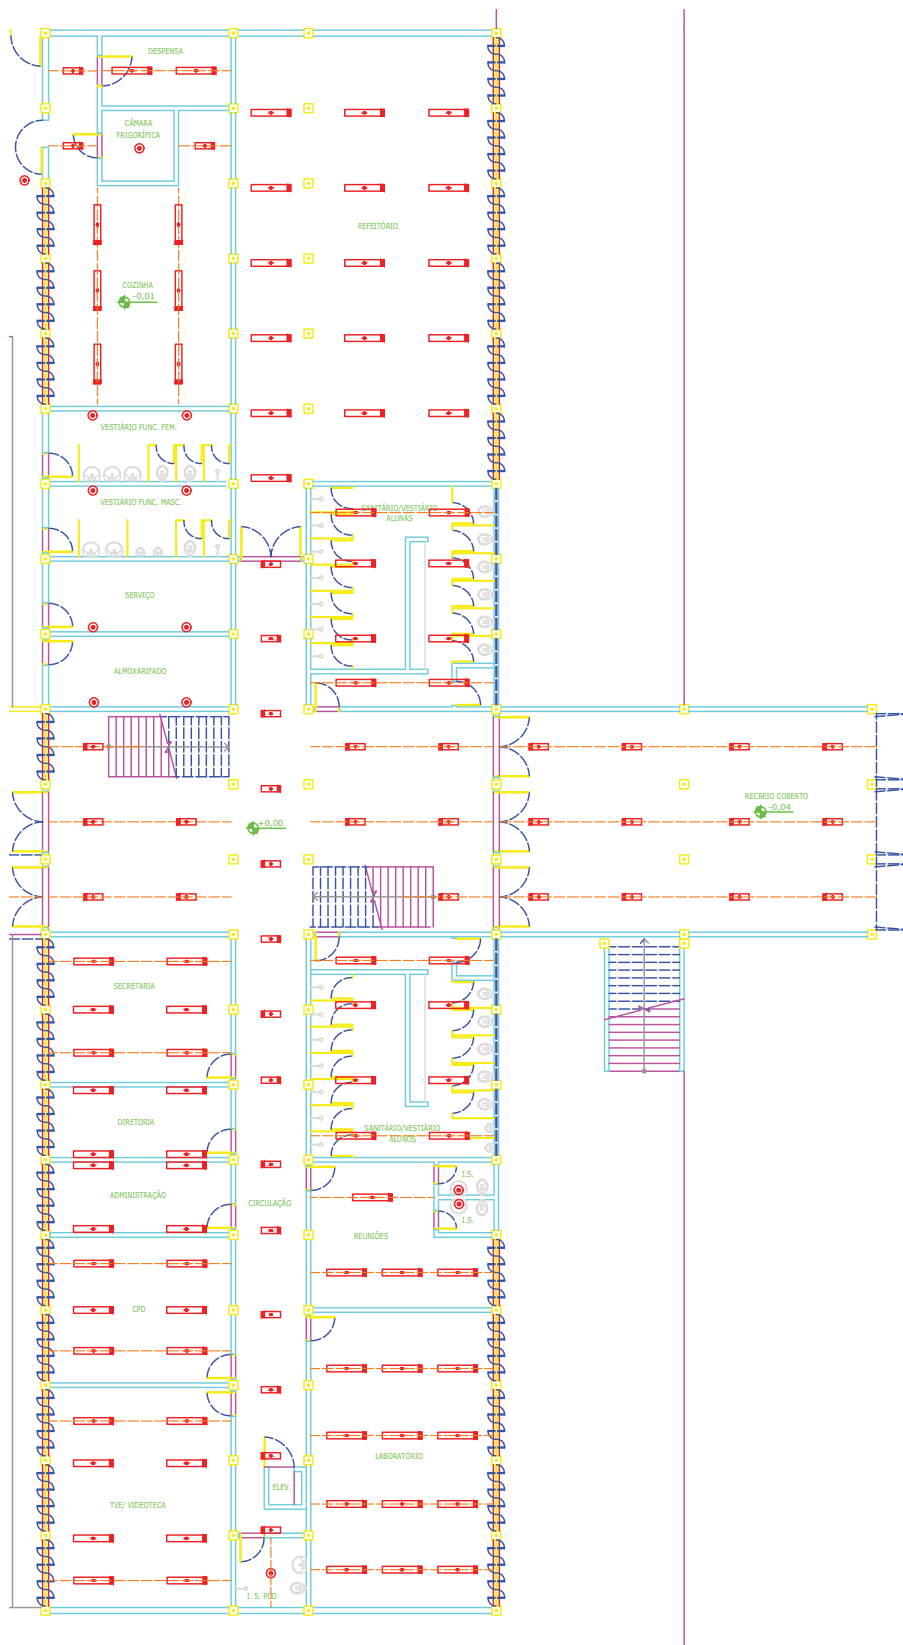 DESPENSA
CÂMARA
FRIGORÍFICA
REFEITÓRIO
COZINHA
-0,01
VESTIÁRIO FUNC. FEM.
VESTIÁRIO FUNC. MASC.
SANITÁRIO/VESTIÁRIO
ALUNAS
SERVIÇO
ALMOXARIFADO
RECREIO COBERTO
-0,04
+0,00
SECRETARIA
DIRETORIA
SANITÁRIO/VESTIÁRIO
ALUNOS
I.S.
ADMINISTRAÇÃO
CIRCULAÇÃO
I.S.
REUNIÕES
CPD
LABORATÓRIO
ELEV.
TVE/ VIDEOTECA
I. S. PCD